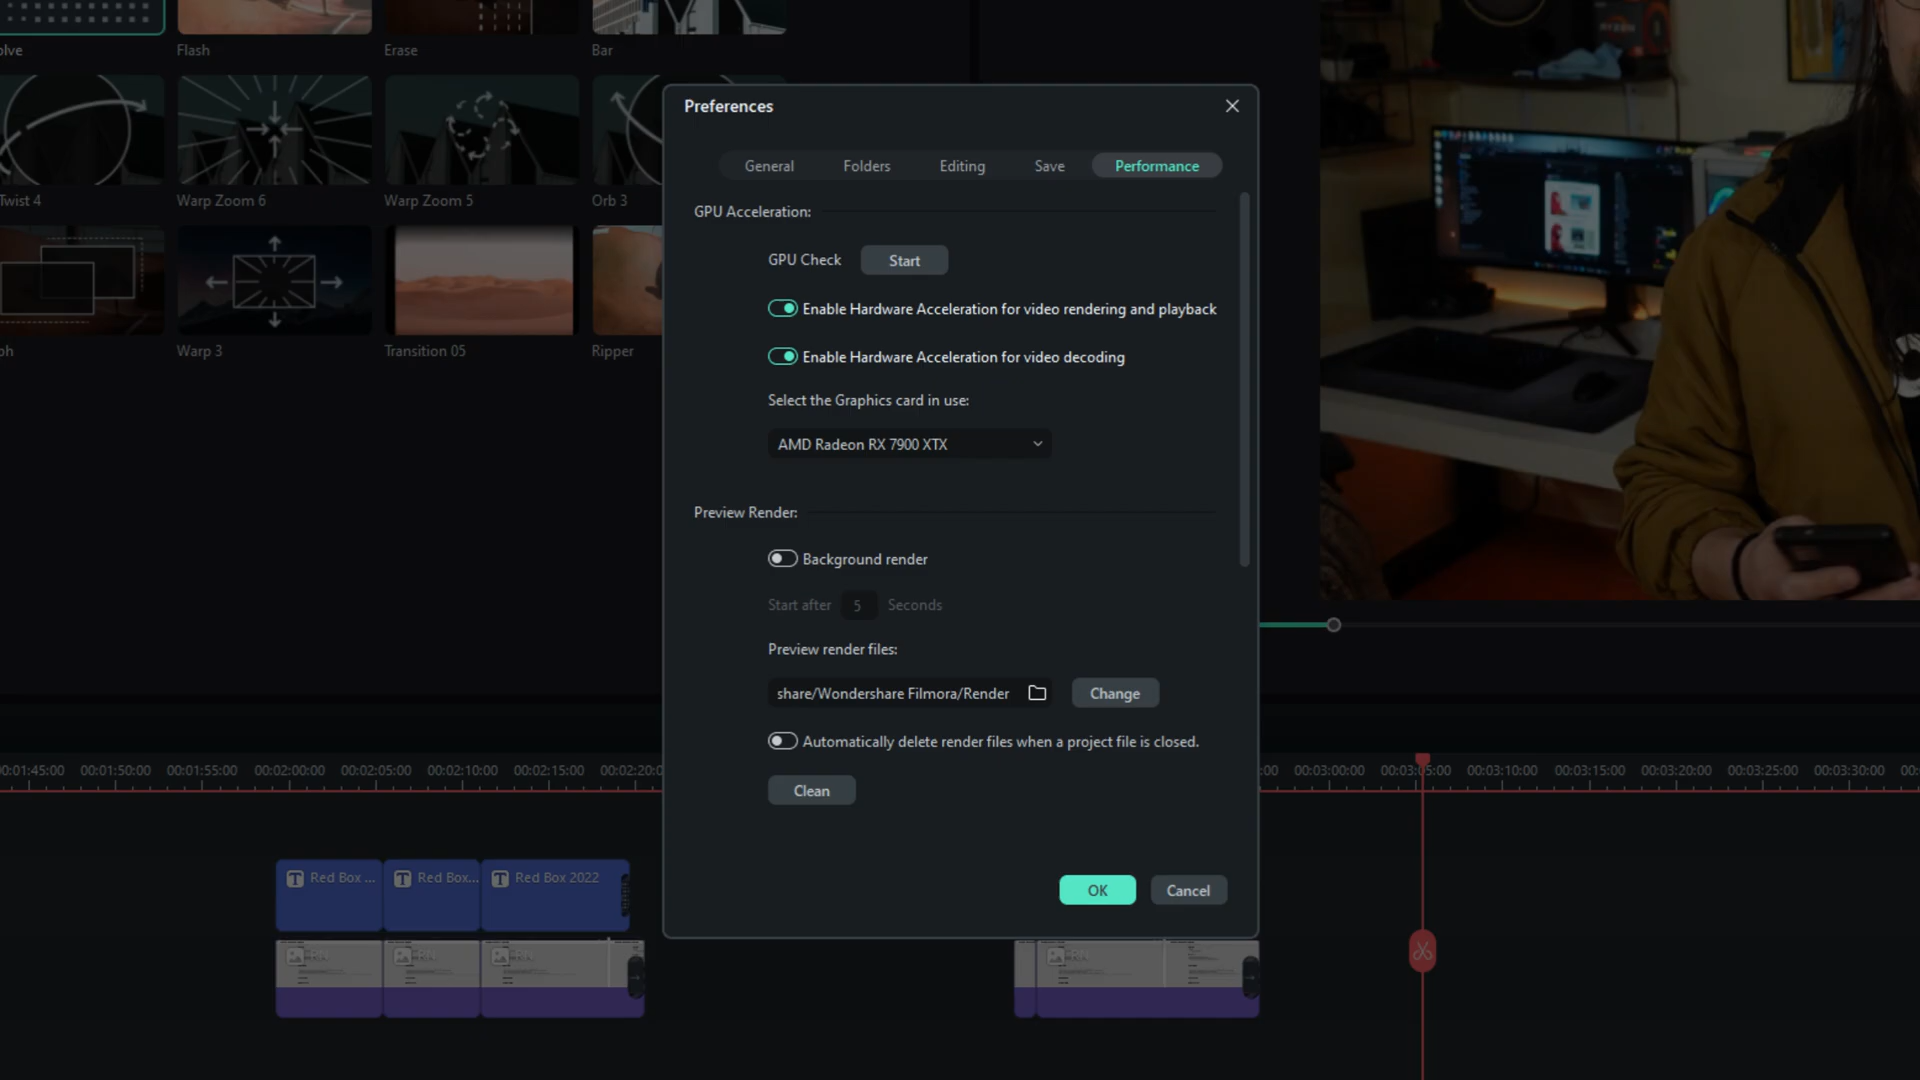 Flash
Erase
Bar
RYZEN
Preferences
General
Folders
Editing
Save
Performance
Twist 4
Warp Zoom 6
Warp Zoom 5
Orb 3
GPU Acceleration:
GPU Check
Start
Enable Hardware Acceleration for video rendering and playback
Warp 3
Transition 05
Ripper
Enable Hardware Acceleration for video decoding
Select the Graphics card in use:
AMD Radeon RX 7900 XTX
Preview Render:
Background render
Start after 5 Seconds
Preview render files:
share/Wondershare Filmora/Render
Change
Automatically delete render files when a project file is closed.
Clean
00:01:45:00
00:01:50:00
00:01:55:00
00:02:00:00
00:02:05:00
00:02:10:00
00:02:15:00
00:02:20:0
:00
00:03:00:00
00:03:05:00
00:03:10:00
00:03:15:00
00:03:20:00
00:03:25:00
00:03:30:00
Red Box ...
Red Box...
Red Box 2022
OK
Cancel